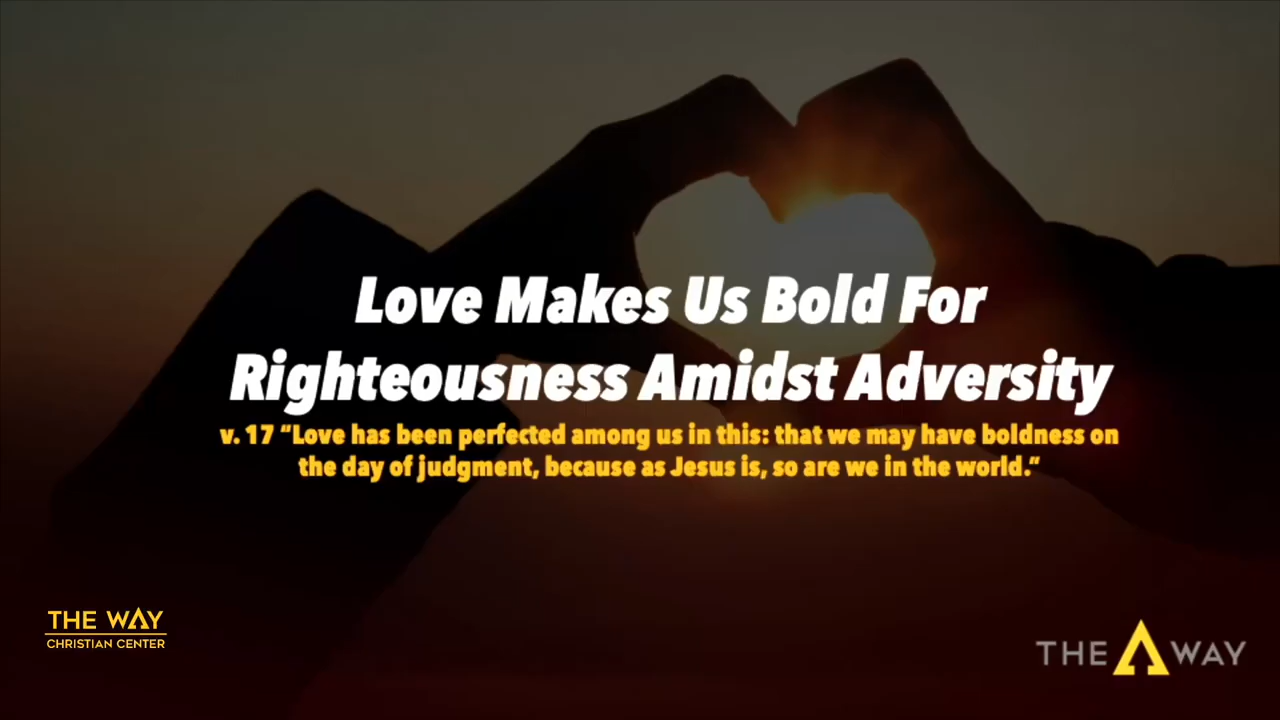 Love Makes Us Bold For
Righteousness Amidst Adversity
v. 17 “Love has been perfected among us in this: that we may have boldness on
the day of judgment, because as Jesus is, so are we in the world.”
THE WAY
CHRISTIAN CENTER
THE WAY